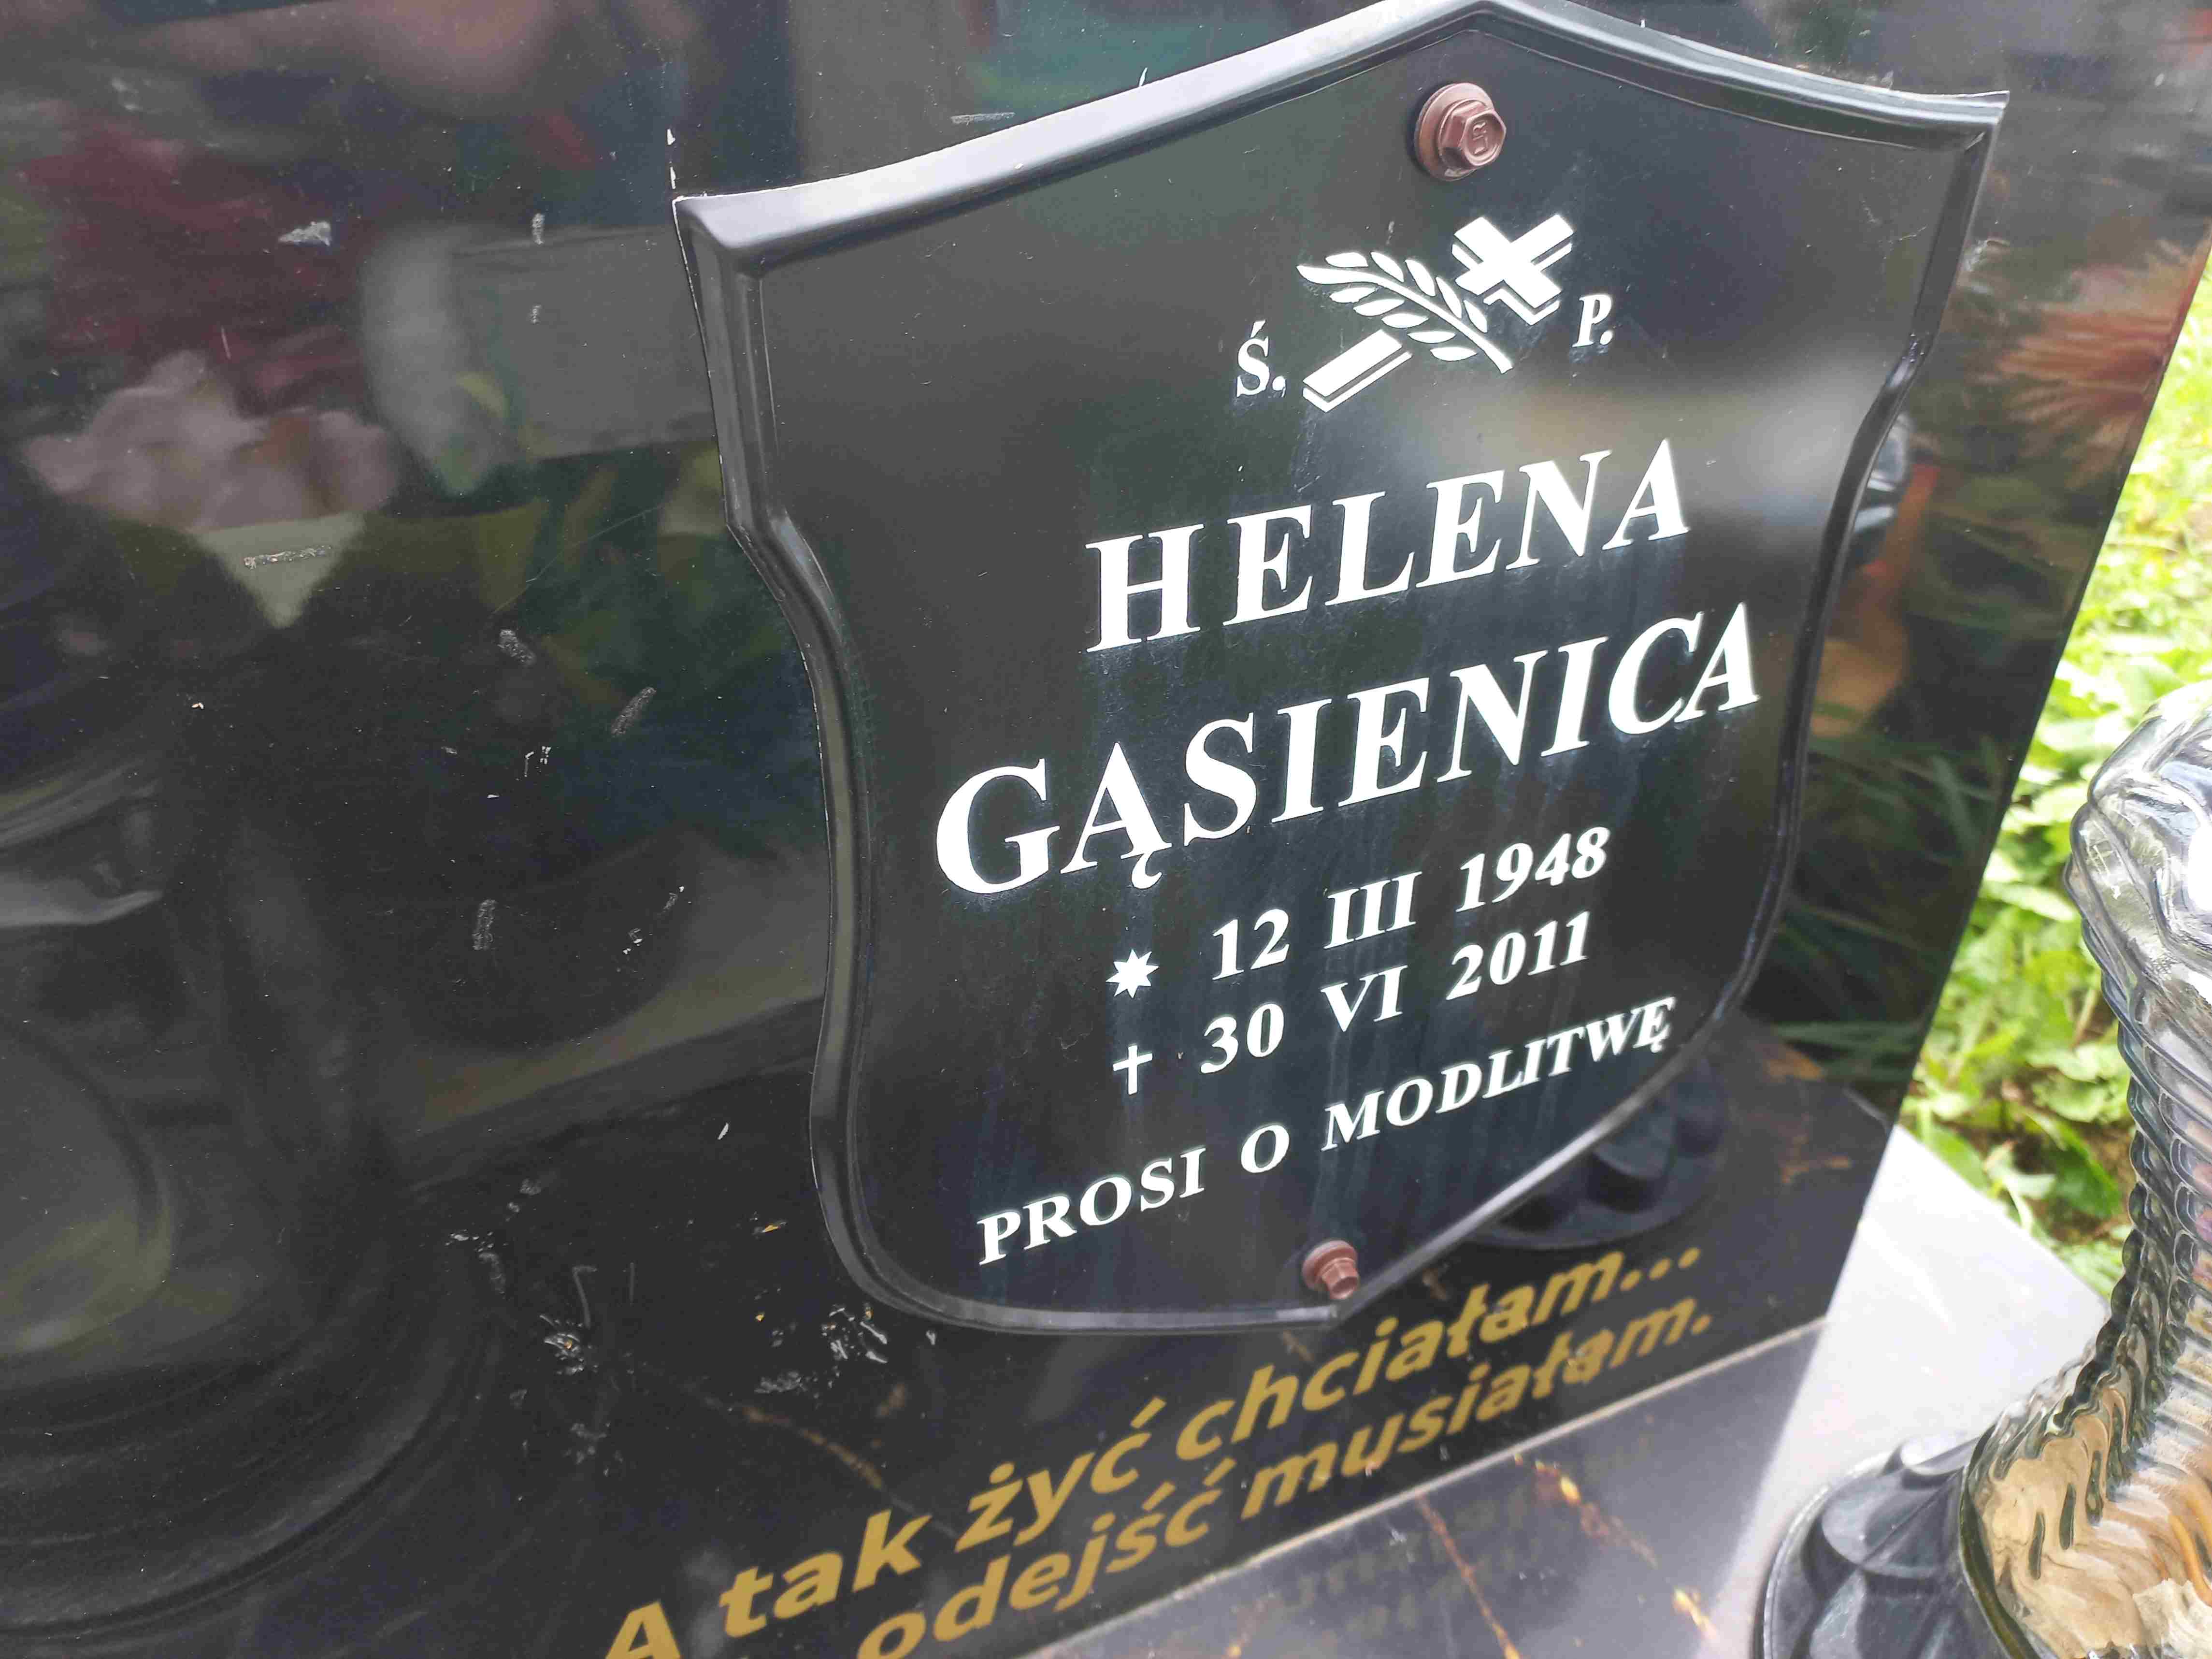 Ś. P.
HELENA
GĄSIENICA
* 12 III 1948
† 30 VI 2011
PROSI O MODLITWĘ
A tak żyć chciałam...
odejść musiałam.